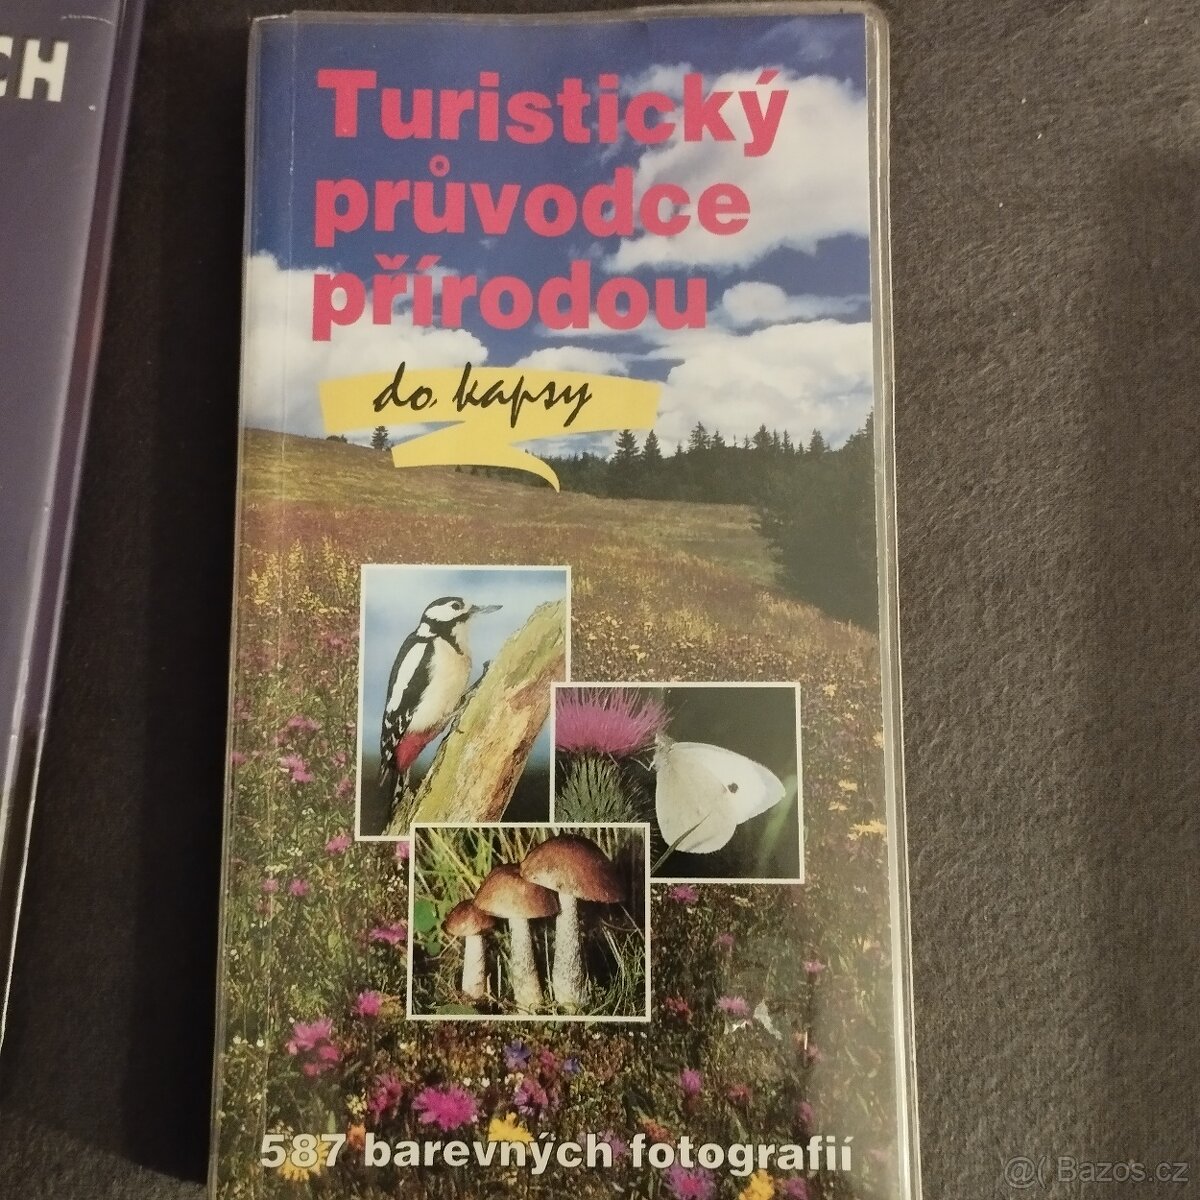 CH
Turistický
průvodce
přírodou
do kapsy
587 barevných fotografií
@( Bazos.cz